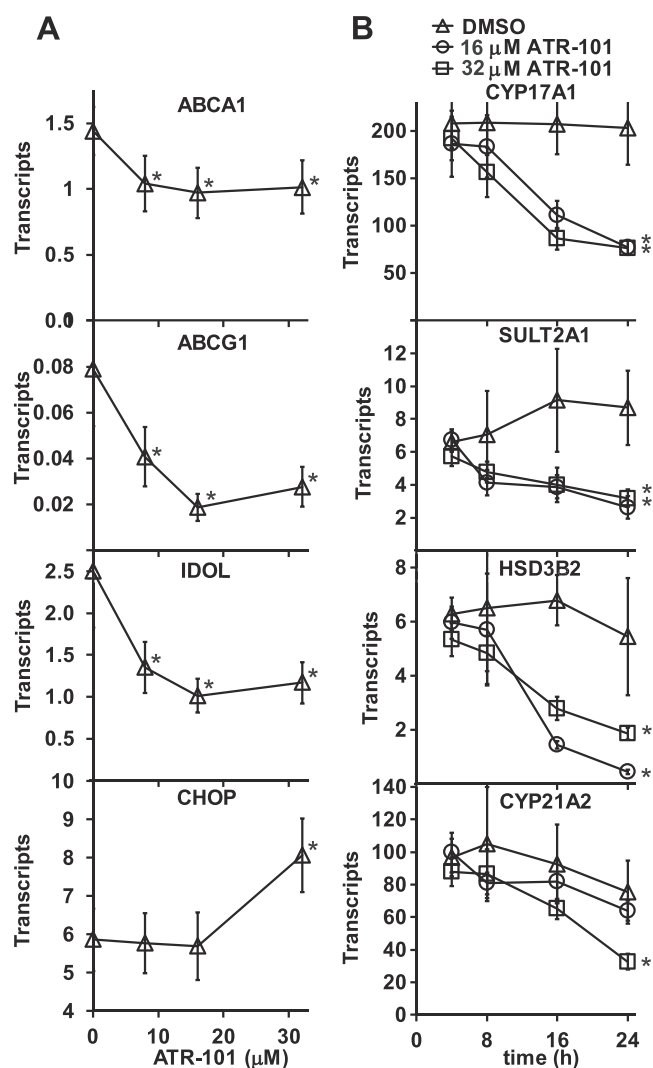 A
B
DMSO
16 μM ATR-101
32 μM ATR-101
ABCA1
CYP17A1
Transcripts
1.5
1
0.5
0.0
Transcripts
200
150
100
50
*
*
*
*
*
ABCG1
SULT2A1
Transcripts
0.08
0.06
0.04
0.02
Transcripts
12
10
8
6
4
2
*
*
*
*
*
IDOL
HSD3B2
Transcripts
2.5
2.0
1.5
1.0
0.5
Transcripts
8
6
4
2
*
*
*
*
*
CHOP
CYP21A2
Transcripts
10
9
8
7
6
5
4
Transcripts
140
120
100
80
60
40
20
0
*
*
0 10 20 30
ATR-101 (μM)
0 8 16 24
time (h)